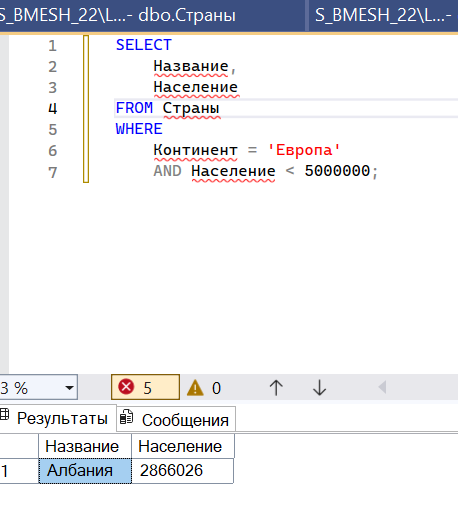 S_BMESH_22\L...- dbo.Страны S_BMESH_22\L...-
1 SELECT
2 Название,
3 Население
4 FROM Страны
5 WHERE
6 Континент = 'Европа'
7 AND Население < 5000000;
3 % 5 0
Результаты Сообщения
Название Население
1 Албания 2866026